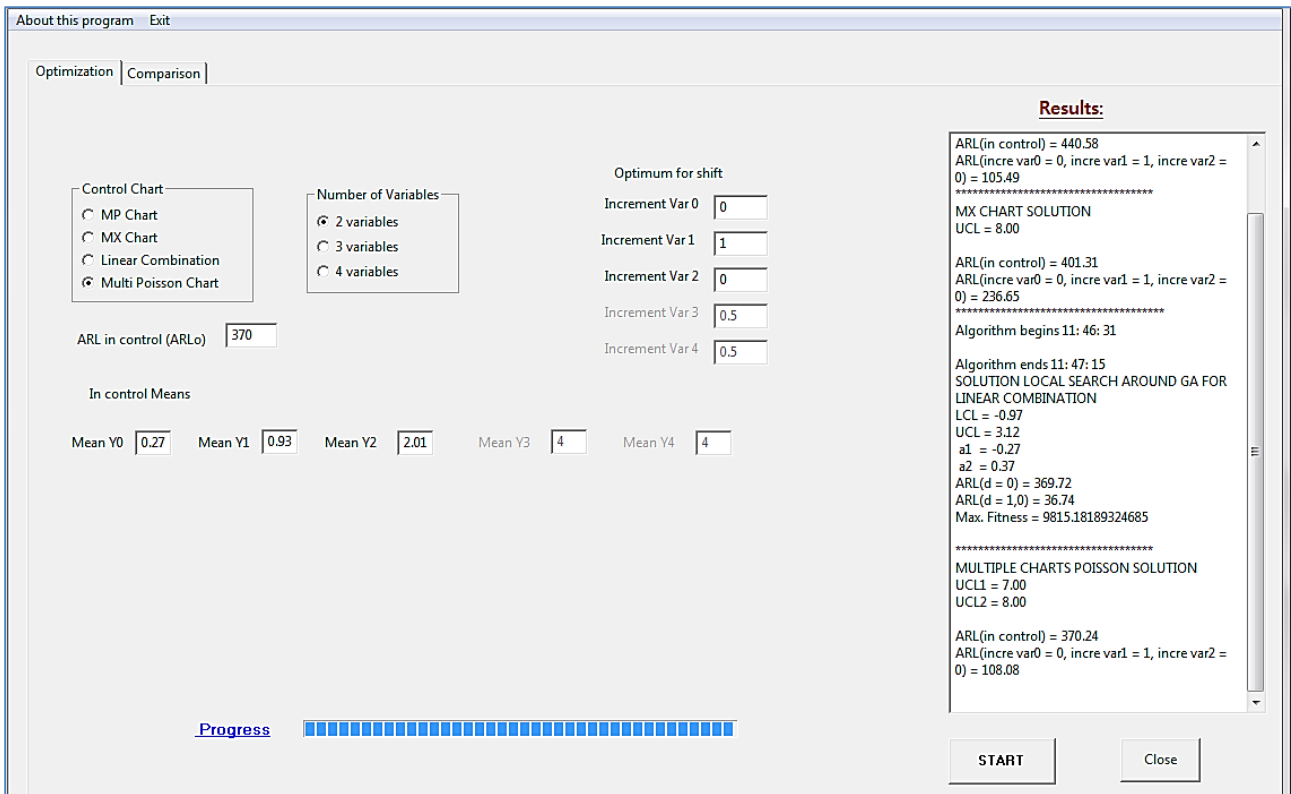 About this program Exit
Optimization Comparison
Results:
Control Chart
MP Chart
MX Chart
Linear Combination
Multi Poisson Chart
Number of Variables
2 variables
3 variables
4 variables
Optimum for shift
Increment Var 0 0
Increment Var 1 1
Increment Var 2 0
Increment Var 3 0.5
Increment Var 4 0.5
ARL in control (ARLo) 370
In control Means
Mean Y0 0.27 Mean Y1 0.93 Mean Y2 2.01 Mean Y3 4 Mean Y4 4
ARL(in control) = 440.58
ARL(incre var0 = 0, incre var1 = 1, incre var2 =
0) = 105.49
***********************************
MX CHART SOLUTION
UCL = 8.00
ARL(in control) = 401.31
ARL(incre var0 = 0, incre var1 = 1, incre var2 =
0) = 236.65
*************************************
Algorithm begins 11: 46: 31
Algorithm ends 11: 47: 15
SOLUTION LOCAL SEARCH AROUND GA FOR
LINEAR COMBINATION
LCL = -0.97
UCL = 3.12
a1 = -0.27
a2 = 0.37
ARL(d = 0) = 369.72
ARL(d = 1,0) = 36.74
Max. Fitness = 9815.18189324685
***********************************
MULTIPLE CHARTS POISSON SOLUTION
UCL1 = 7.00
UCL2 = 8.00
ARL(in control) = 370.24
ARL(incre var0 = 0, incre var1 = 1, incre var2 =
0) = 108.08
Progress
START Close